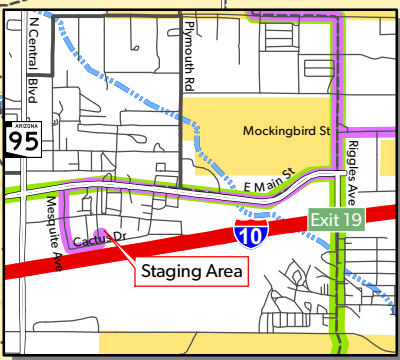 N Central Blvd
Plymouth Rd
Mockingbird St
ARIZONA
95
Riggles Ave
E Main St
Mesquite Ave
Exit 19
10
Cactus Dr
Staging Area